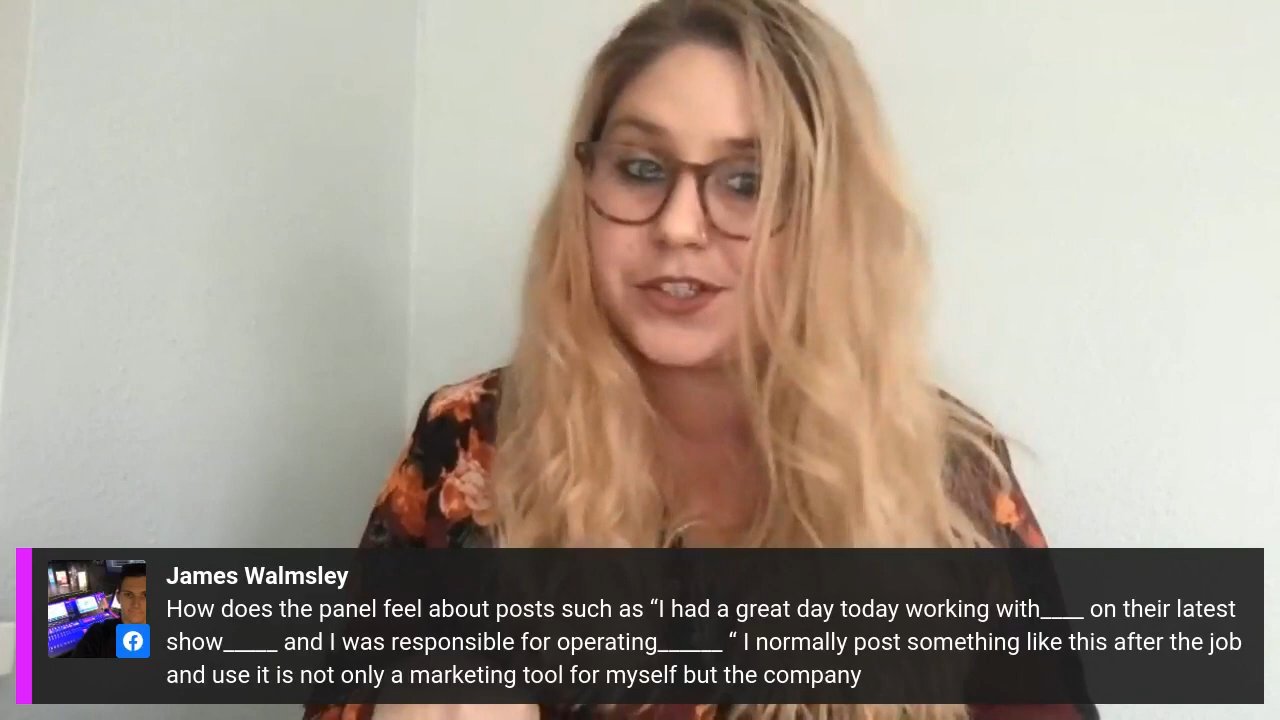 James Walmsley
How does the panel feel about posts such as “I had a great day today working with____ on their latest
show_____ and I was responsible for operating______ “ I normally post something like this after the job
and use it is not only a marketing tool for myself but the company